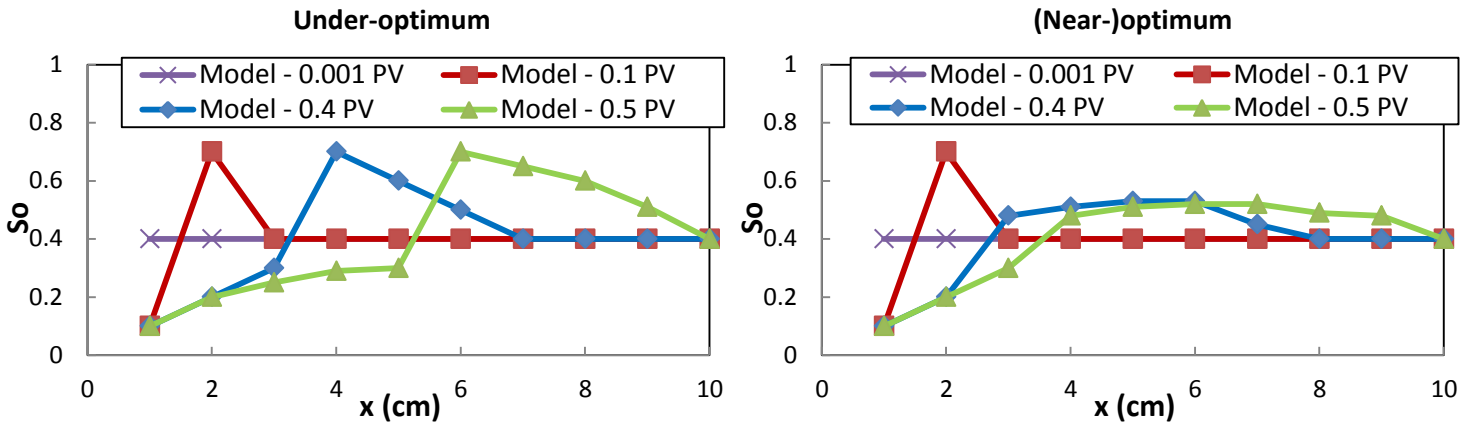 Under-optimum
Model - 0.001 PV
Model - 0.1 PV
Model - 0.4 PV
Model - 0.5 PV
1
0.8
0.6
0.4
0.2
0
So
0 2 4 6 8 10
x (cm)
(Near-)optimum
Model - 0.001 PV
Model - 0.1 PV
Model - 0.4 PV
Model - 0.5 PV
1
0.8
0.6
0.4
0.2
0
So
0 2 4 6 8 10
x (cm)